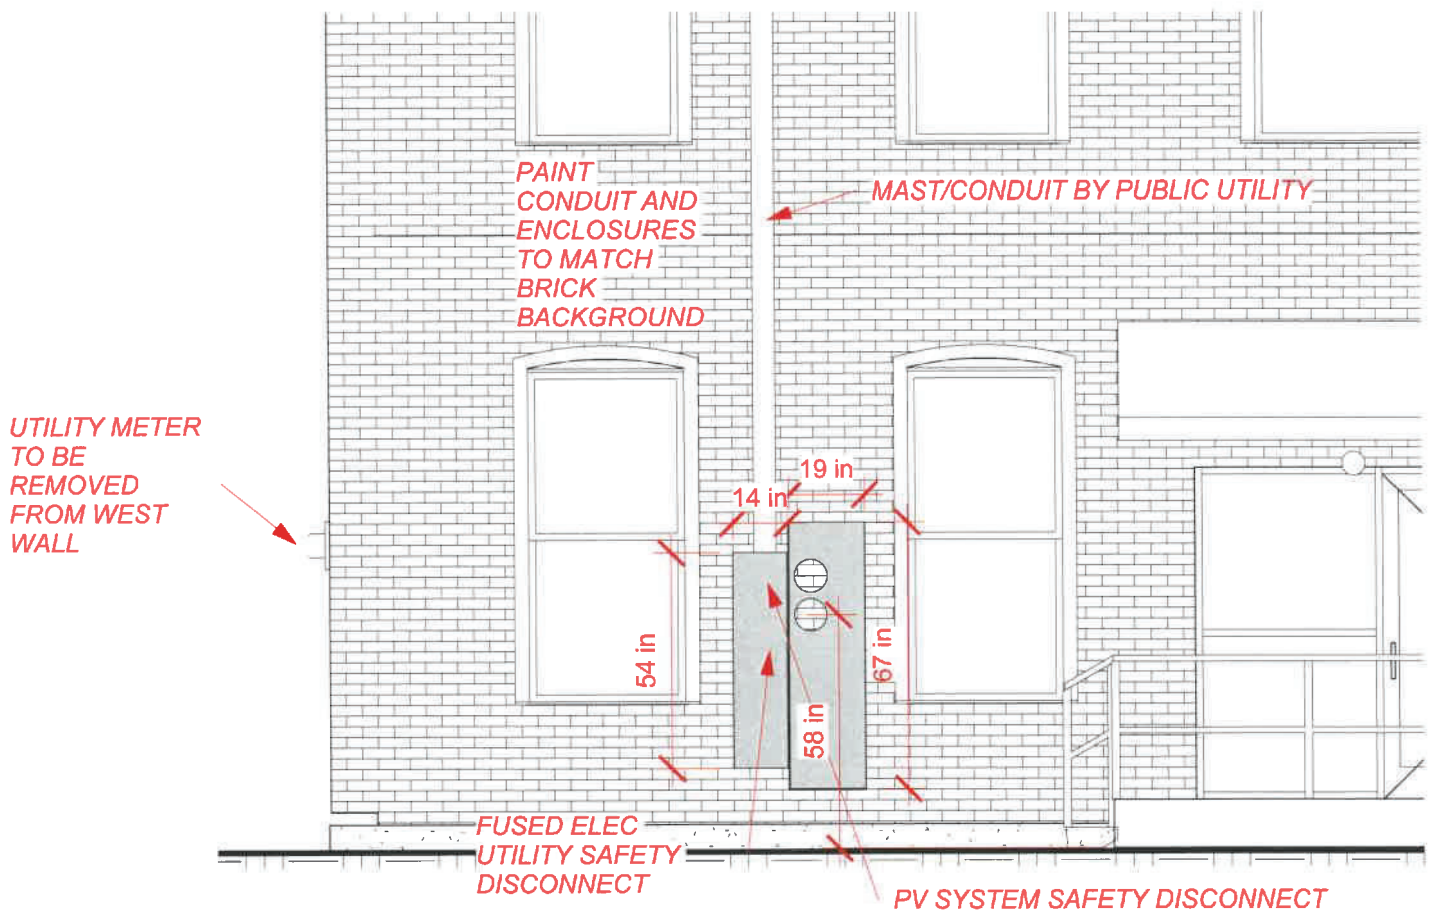 PAINT
CONDUIT AND
ENCLOSURES
TO MATCH
BRICK
BACKGROUND
MAST/CONDUIT BY PUBLIC UTILITY
UTILITY METER
TO BE
REMOVED
FROM WEST
WALL
19 in
14 in
54 in
67 in
58 in
FUSED ELEC
UTILITY SAFETY
DISCONNECT
PV SYSTEM SAFETY DISCONNECT